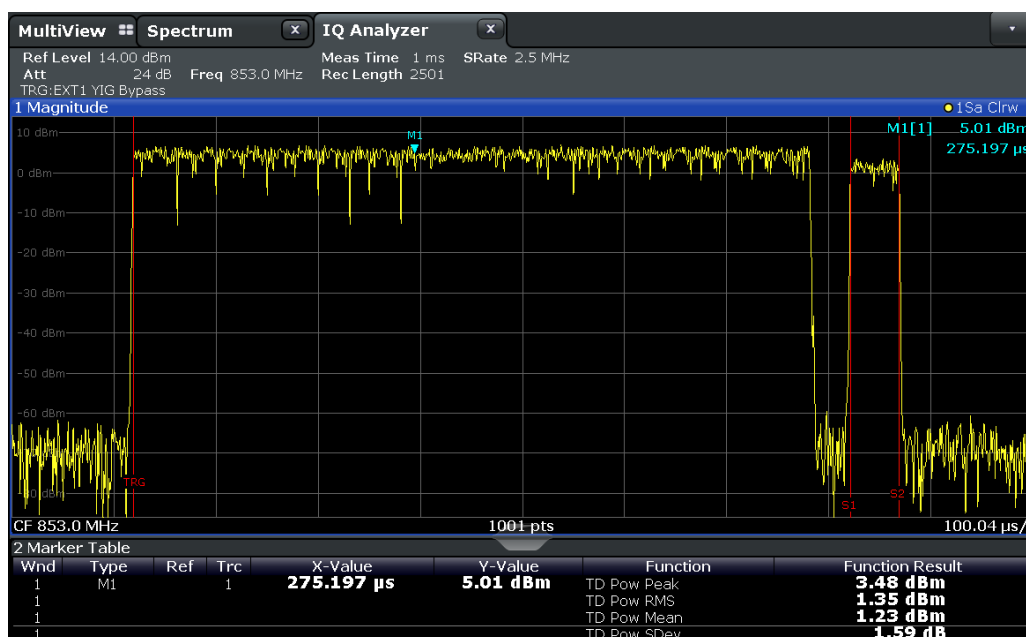 MultiView Spectrum X IQ Analyzer X
Ref Level 14.00 dBm Meas Time 1 ms SRate 2.5 MHz
Att 24 dB Freq 853.0 MHz Rec Length 2501
TRG:EXT1 YIG Bypass
1 Magnitude 1Sa Clrw
M1[1] 5.01 dBm
275.197 µs
10 dBm
M1
0 dBm
-10 dBm
-20 dBm
-30 dBm
-40 dBm
-50 dBm
-60 dBm
TRG
S1
S2
CF 853.0 MHz 1001 pts 100.04 µs/
2 Marker Table
Wnd Type Ref Trc X-Value Y-Value Function Function Result
1 M1 1 275.197 µs 5.01 dBm TD Pow Peak 3.48 dBm
1 TD Pow RMS 1.35 dBm
1 TD Pow Mean 1.23 dBm
1 TD Pow SDev 1.59 dB